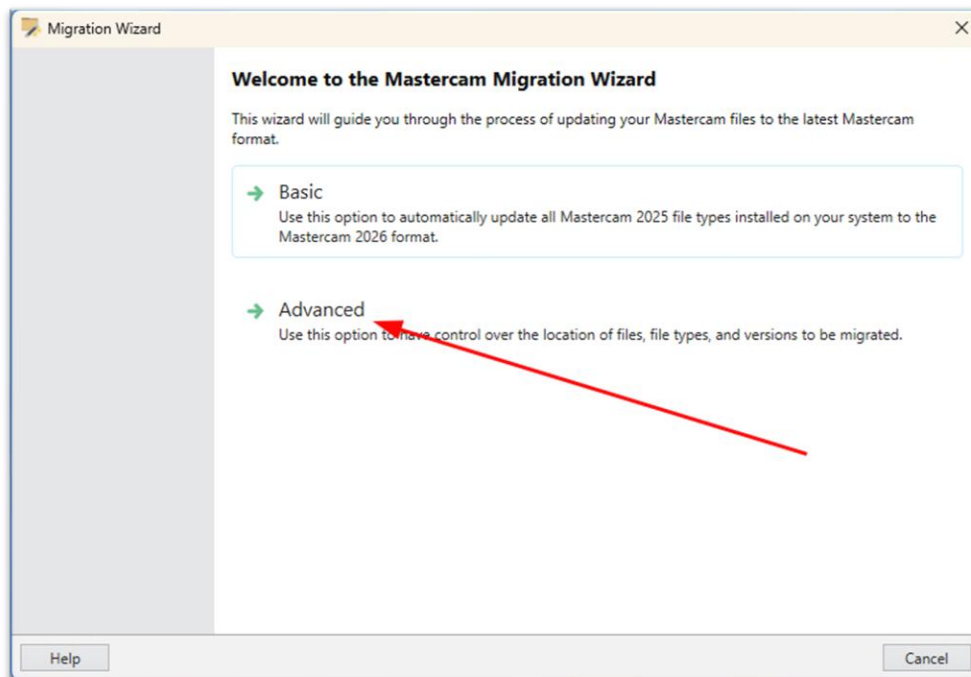 Migration Wizard
Welcome to the Mastercam Migration Wizard
This wizard will guide you through the process of updating your Mastercam files to the latest Mastercam
format.
Basic
Use this option to automatically update all Mastercam 2025 file types installed on your system to the
Mastercam 2026 format.
Advanced
Use this option to have control over the location of files, file types, and versions to be migrated.
Help
Cancel